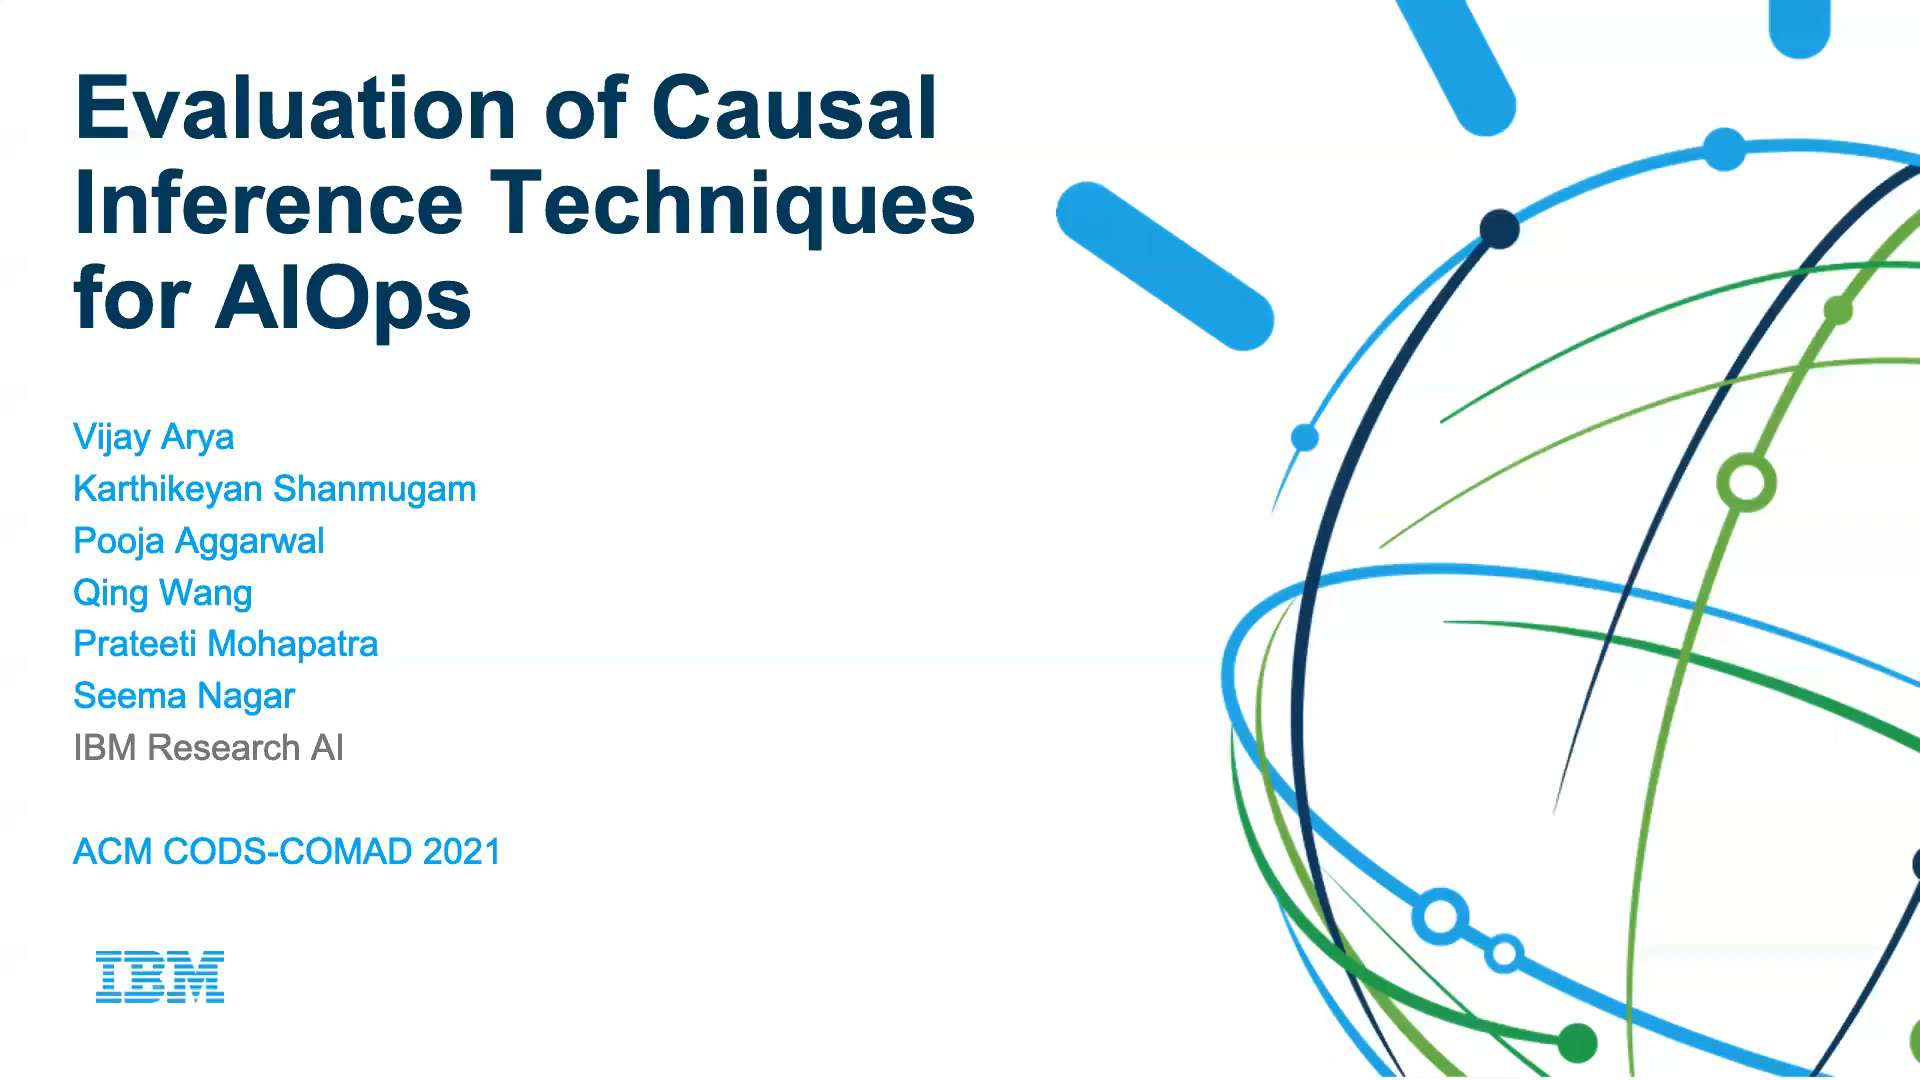 Evaluation of Causal
Inference Techniques
for AIOps
Vijay Arya
Karthikeyan Shanmugam
Pooja Aggarwal
Qing Wang
Prateeti Mohapatra
Seema Nagar
IBM Research AI
ACM CODS-COMAD 2021
IBM